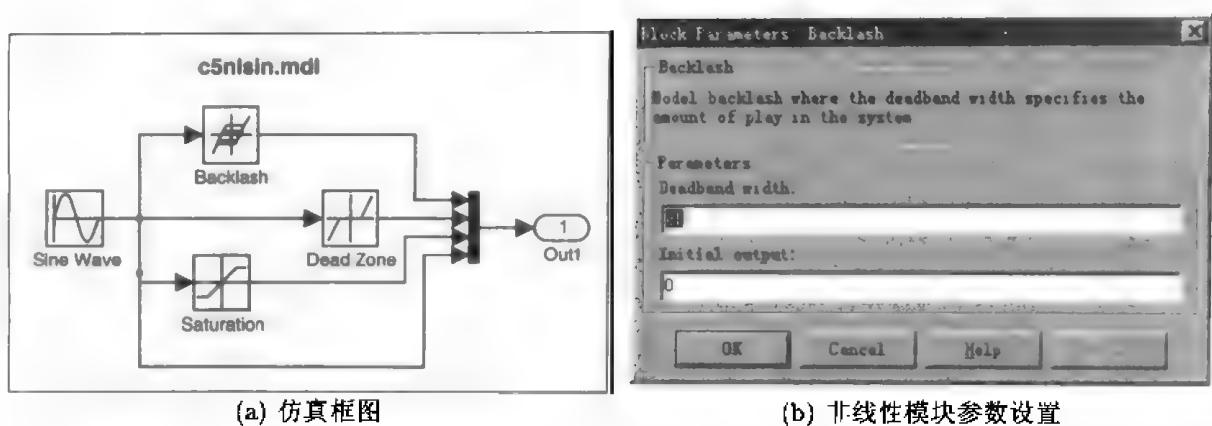 c5nlsin.mdl
Backlash
Sine Wave
Dead Zone
1
Out1
Saturation
(a) 仿真框图
Block Parameters: Backlash
Backlash
Model backlash where the deadband width specifies the
amount of play in the system
Parameters
Deadband width:
Initial output:
0
OK
Cancel
Help
(b) 非线性模块参数设置